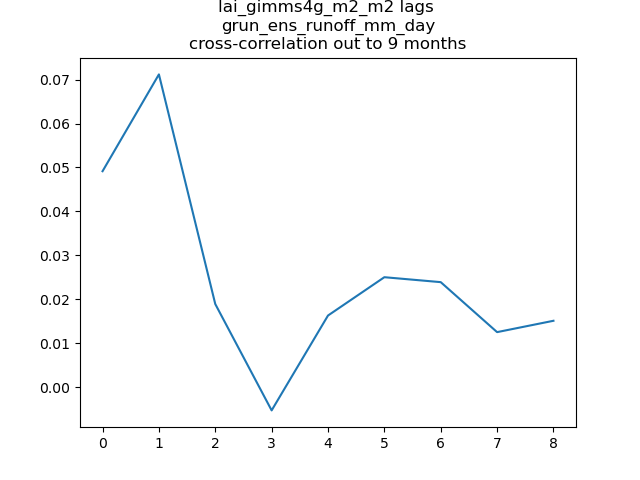 lai_gimms4g_m2_m2 lags
grun_ens_runoff_mm_day
cross-correlation out to 9 months
0.07
0.06
0.05
0.04
0.03
0.02
0.01
0.00
0 1 2 3 4 5 6 7 8